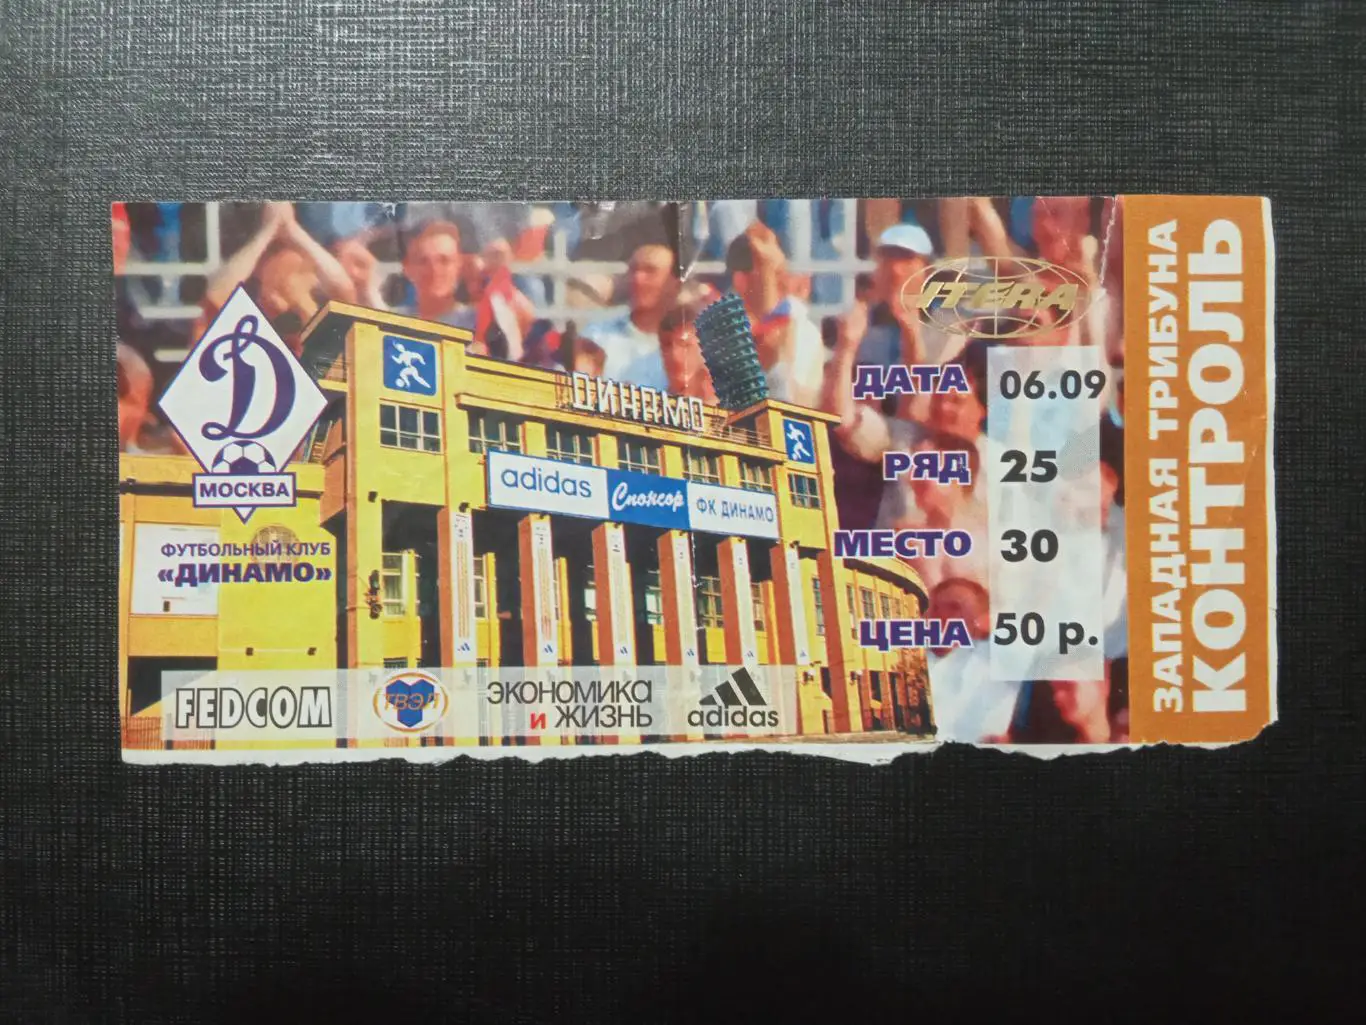 Д
МОСКВА
ФУТБОЛЬНЫЙ КЛУБ
«ДИНАМО»
ДИНАМО
adidas
Спонсор
ФК ДИНАМО
ITERA
ДАТА 06.09
РЯД 25
МЕСТО 30
ЦЕНА 50 р.
FEDCOM
ТВЭЛ
ЭКОНОМИКА
и ЖИЗНЬ
adidas
ЗАПАДНАЯ ТРИБУНА
КОНТРОЛЬ